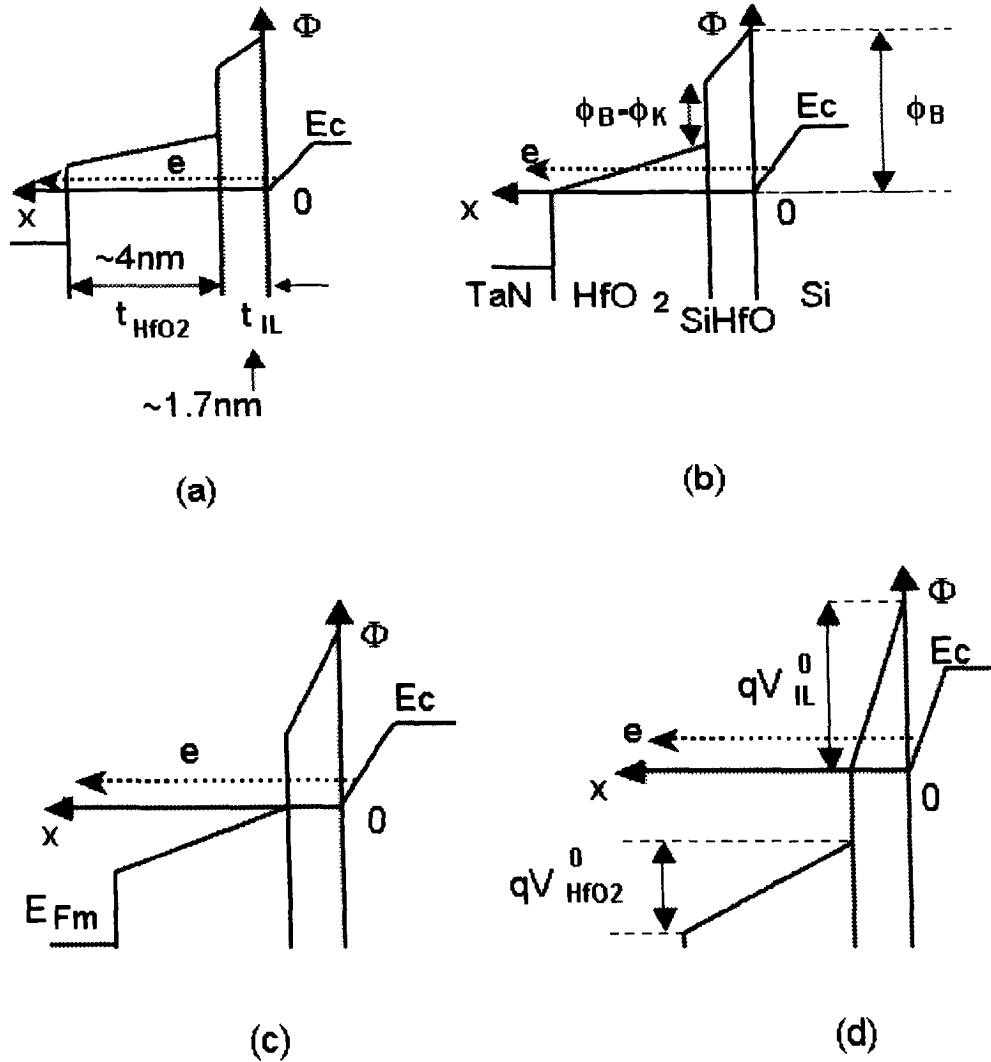 Φ
Ec
e
x
0
~4nm
t HfO2
t IL
~1.7nm
(a)
Φ
ϕB-ϕK
Ec
ϕB
e
x
0
TaN HfO 2 SiHfO Si
(b)
Φ
Ec
e
x
0
E Fm
(c)
Φ
qV 0 IL
Ec
e
x
0
qV 0 HfO2
(d)